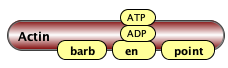 ATP
ADP
Actin
barb en point